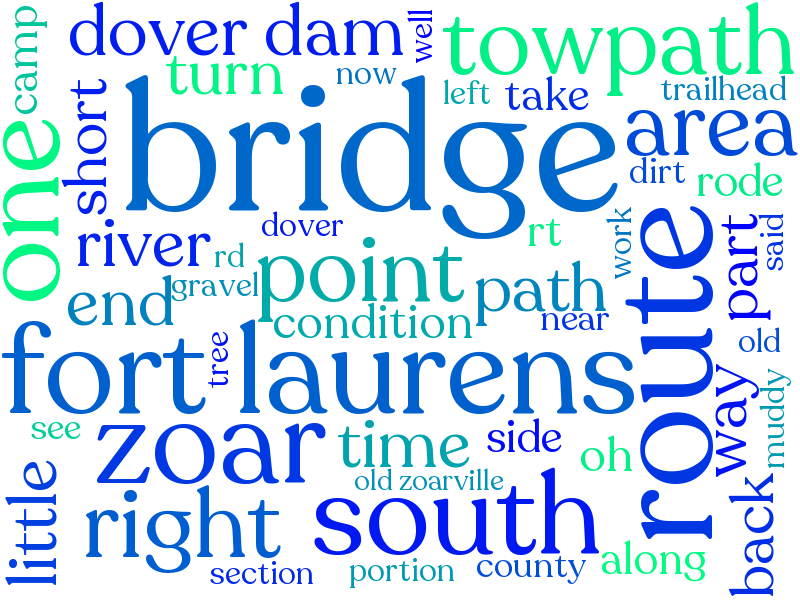 camp
dover dam
well
towpath
turn
now
left
take
trailhead
short
bridge
area
one
dirt
rode
river
dover
rt
work
route
part
said
rd
gravel
point
path
end
condition
near
old
fort laurens
tree
way
muddy
see
zoar
time
side
oh
old zoarville
little
right
south
back
section
portion
county
along